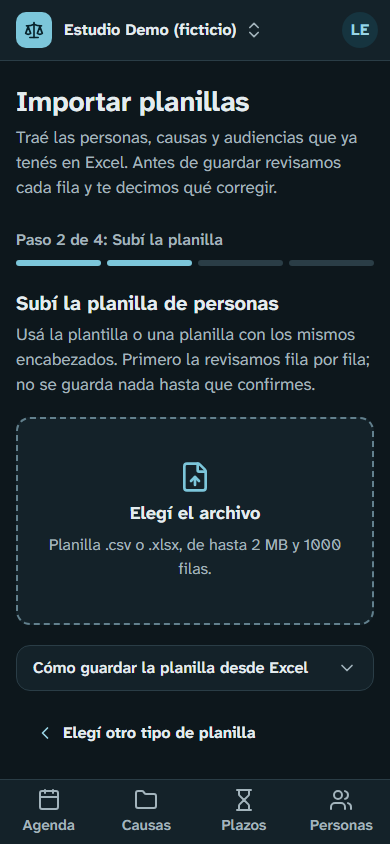 Estudio Demo (ficticio)
LE
Importar planillas
Traé las personas, causas y audiencias que ya
tenés en Excel. Antes de guardar revisamos
cada fila y te decimos qué corregir.
Paso 2 de 4: Subí la planilla
Subí la planilla de personas
Usá la plantilla o una planilla con los mismos
encabezados. Primero la revisamos fila por fila;
no se guarda nada hasta que confirmes.
Elegí el archivo
Planilla .csv o .xlsx, de hasta 2 MB y 1000
filas.
Cómo guardar la planilla desde Excel
Elegí otro tipo de planilla
Agenda
Causas
Plazos
Personas